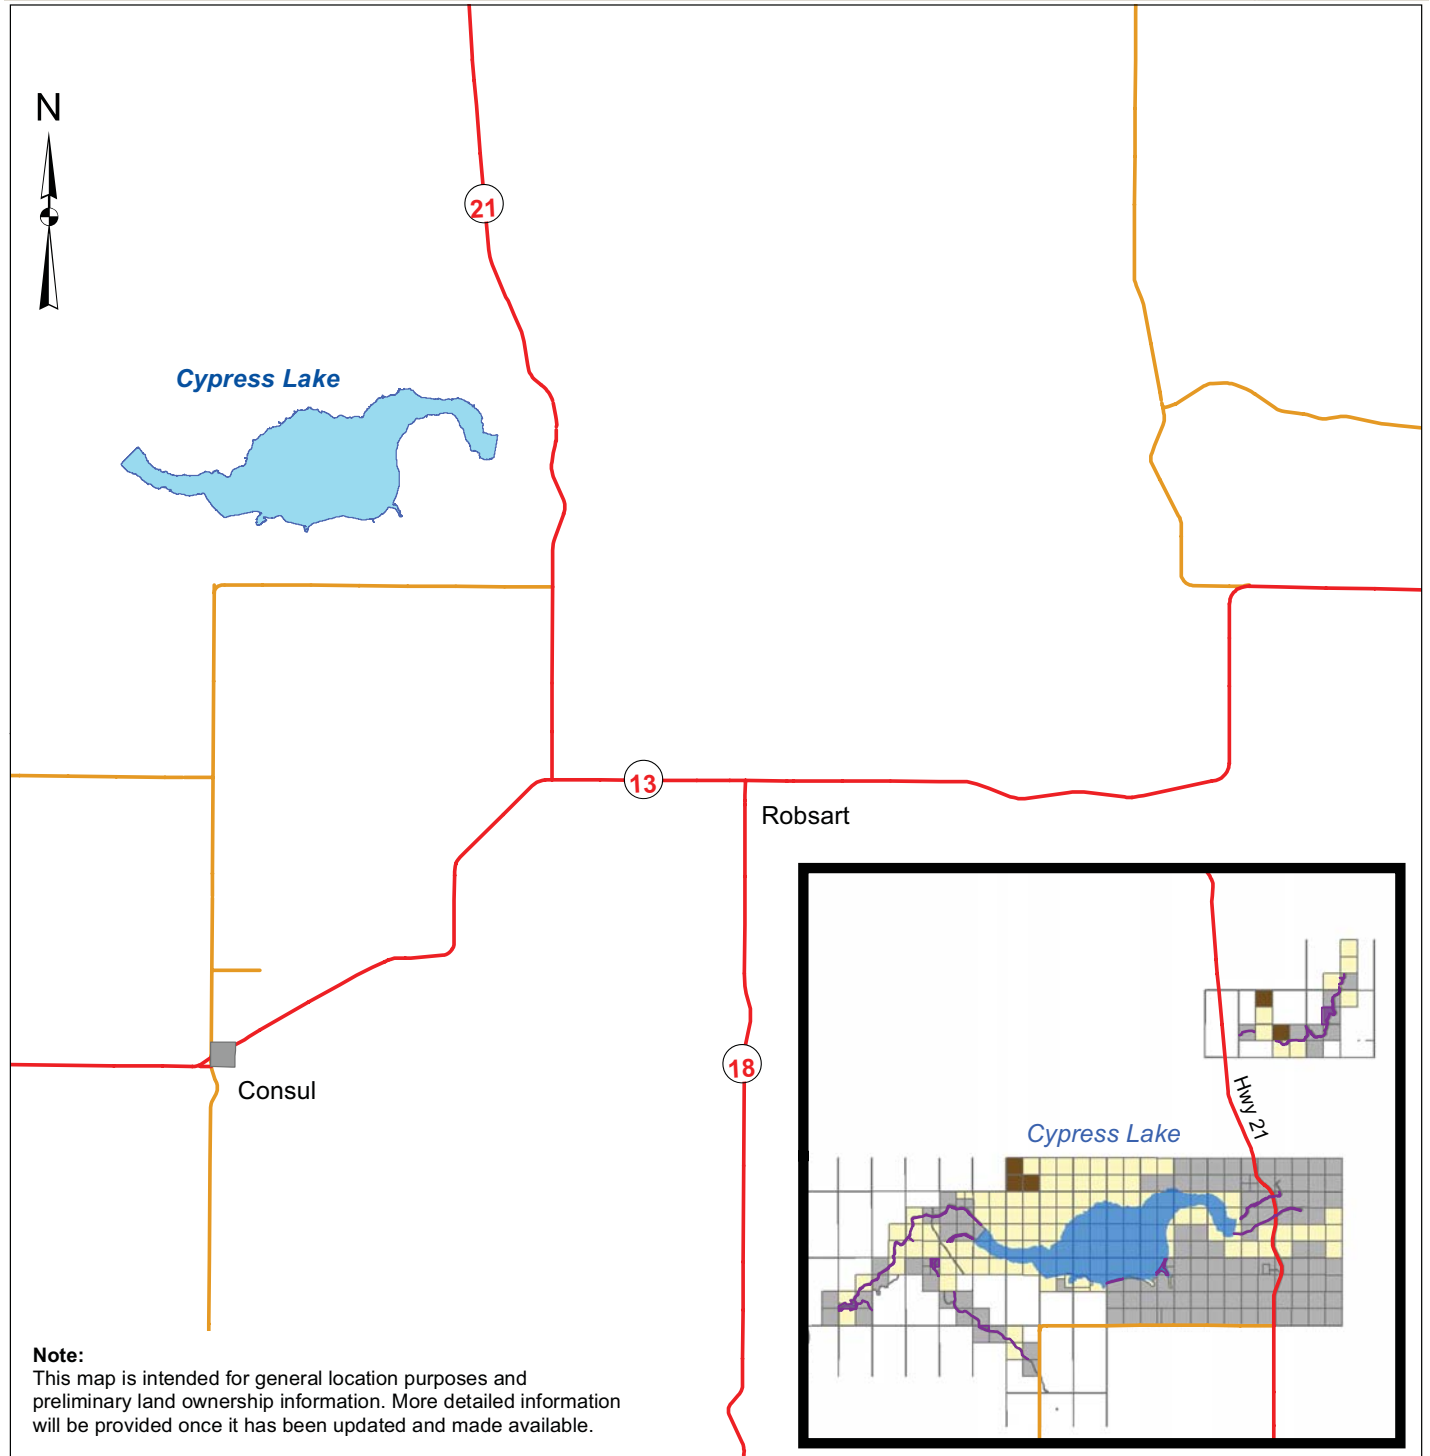 N
21
Cypress Lake
13
Robsart
18
Consul
Hwy 21
Cypress Lake
Note:
This map is intended for general location purposes and
preliminary land ownership information. More detailed information
will be provided once it has been updated and made available.